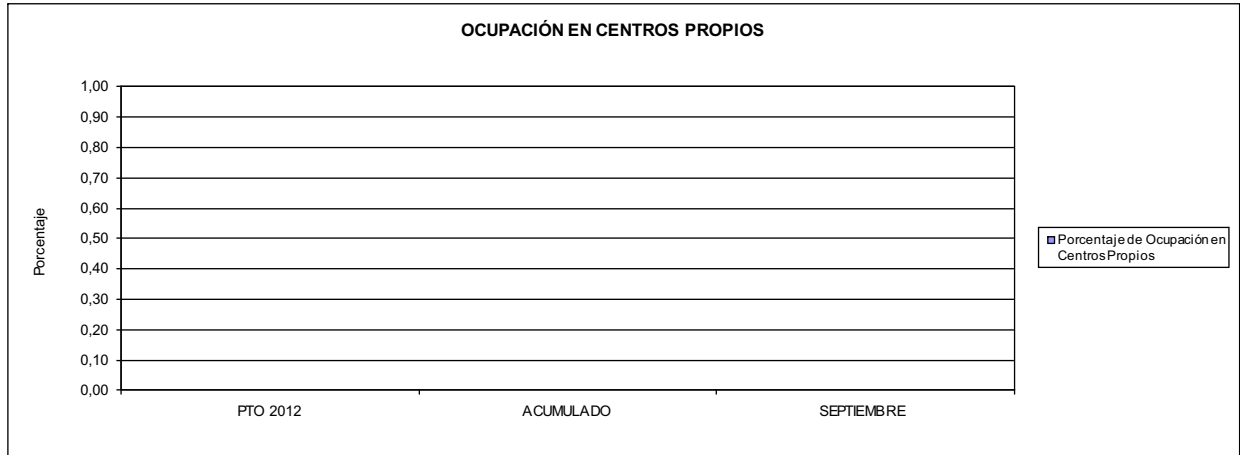 OCUPACIÓN EN CENTROS PROPIOS
1,00
0,90
0,80
0,70
0,60
0,50
0,40
0,30
0,20
0,10
0,00
Porcentaje
PTO 2012
ACUMULADO
SEPTIEMBRE
Porcentaje de Ocupación en
Centros Propios